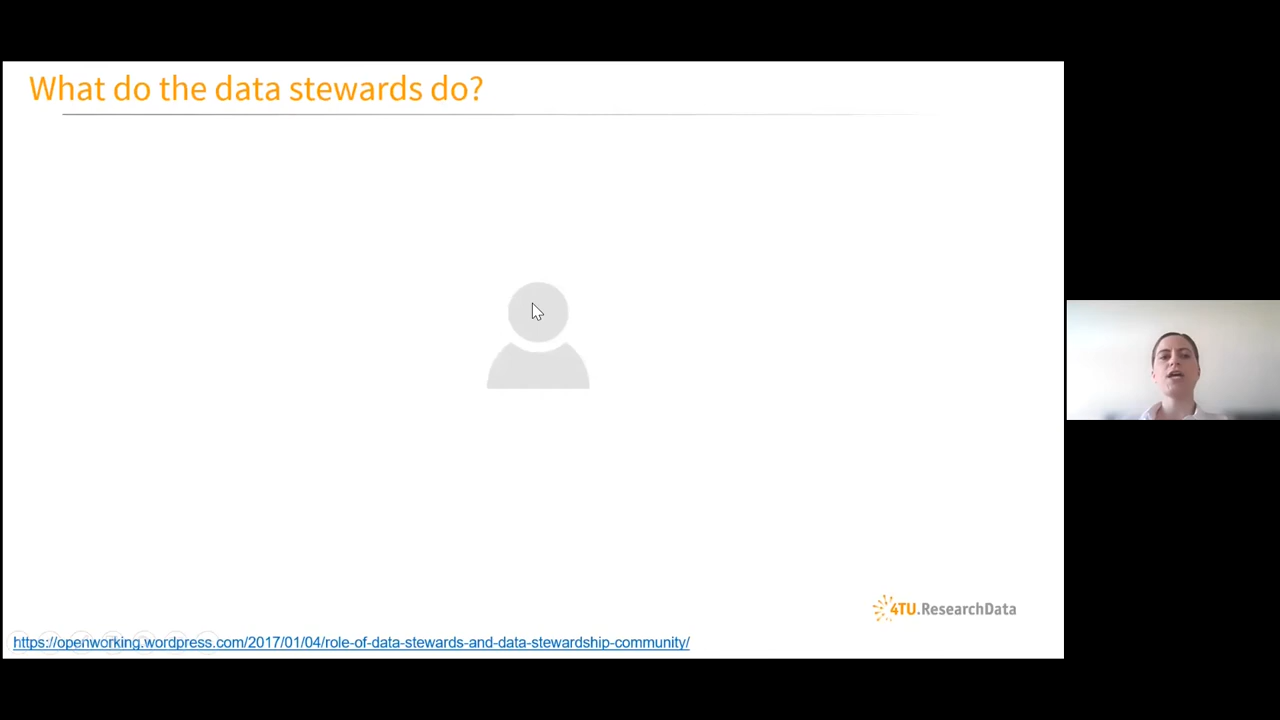 What do the data stewards do?
4TU.ResearchData
https://openworking.wordpress.com/2017/01/04/role-of-data-stewards-and-data-stewardship-community/